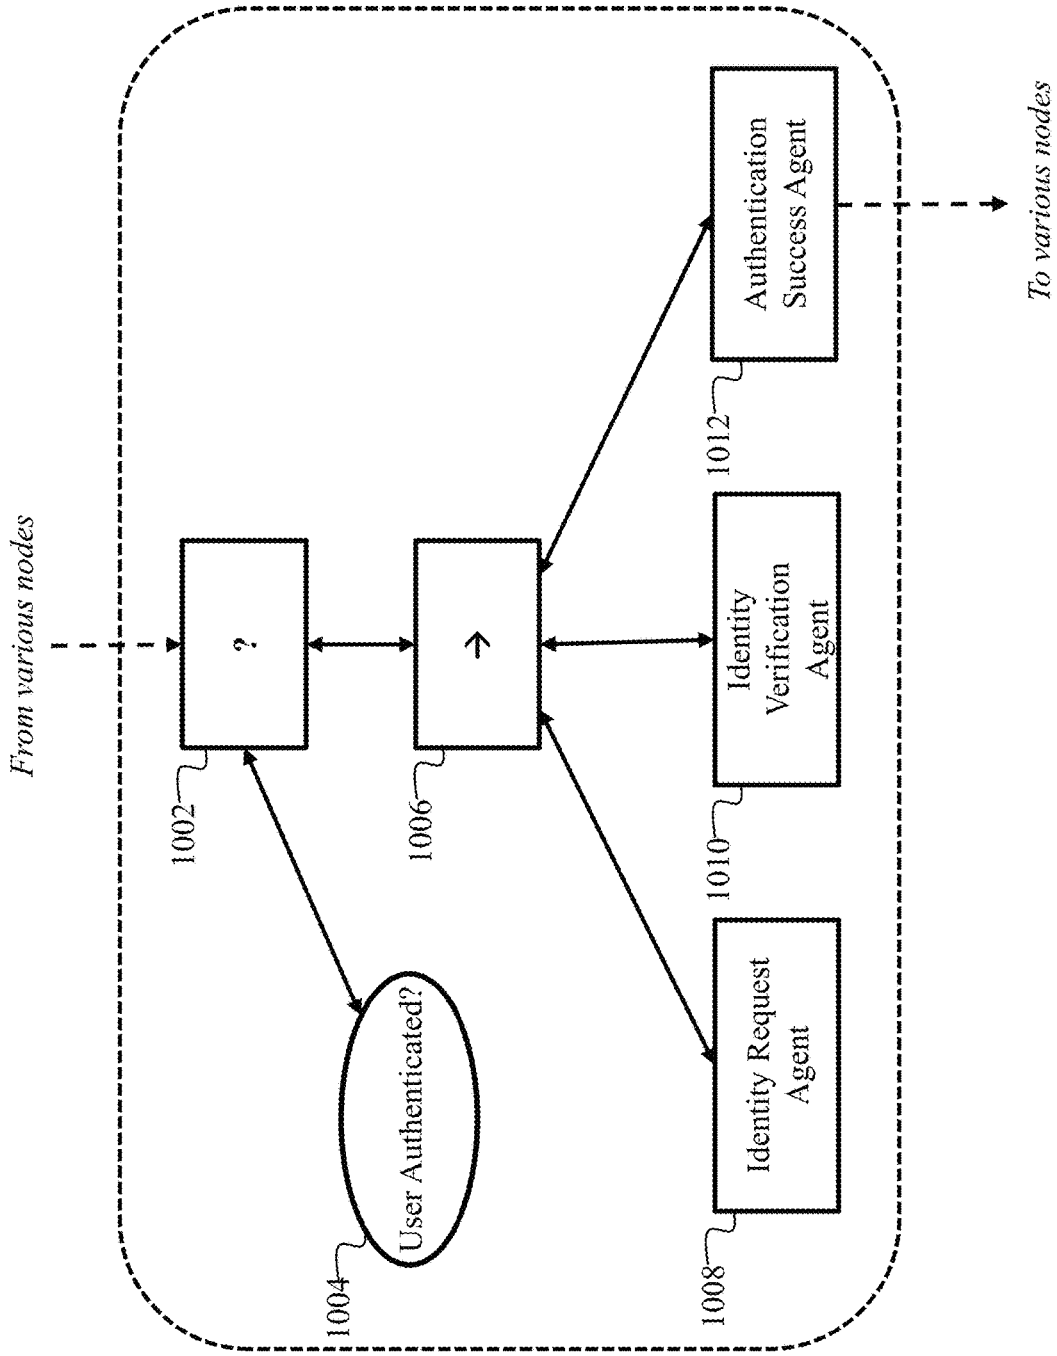 From various nodes
1002
?
1004
User Authenticated?
1006
→
1008
Identity Request
Agent
1010
Identity
Verification
Agent
1012
Authentication
Success Agent
To various nodes